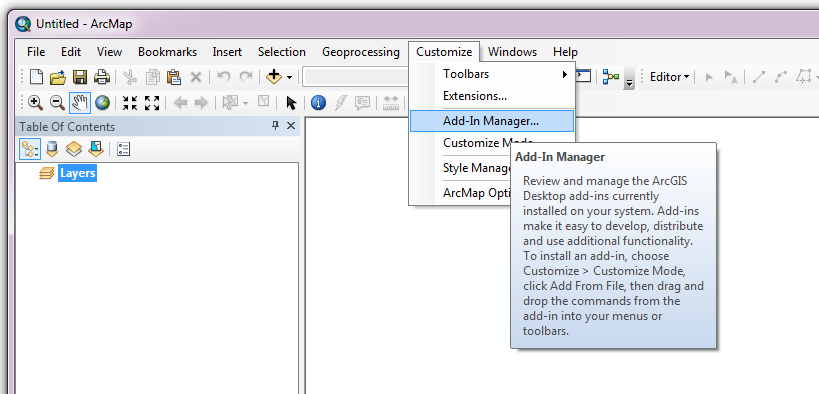 Untitled - ArcMap
File Edit View Bookmarks Insert Selection Geoprocessing Customize Windows Help
Toolbars
Editor
Extensions...
Add-In Manager...
Table Of Contents
Customize Mode
Add-In Manager
Style Manage
Layers
ArcMap Opti
Review and manage the ArcGIS
Desktop add-ins currently
installed on your system. Add-ins
make it easy to develop, distribute
and use additional functionality.
To install an add-in, choose
Customize > Customize Mode,
click Add From File, then drag and
drop the commands from the
add-in into your menus or
toolbars.